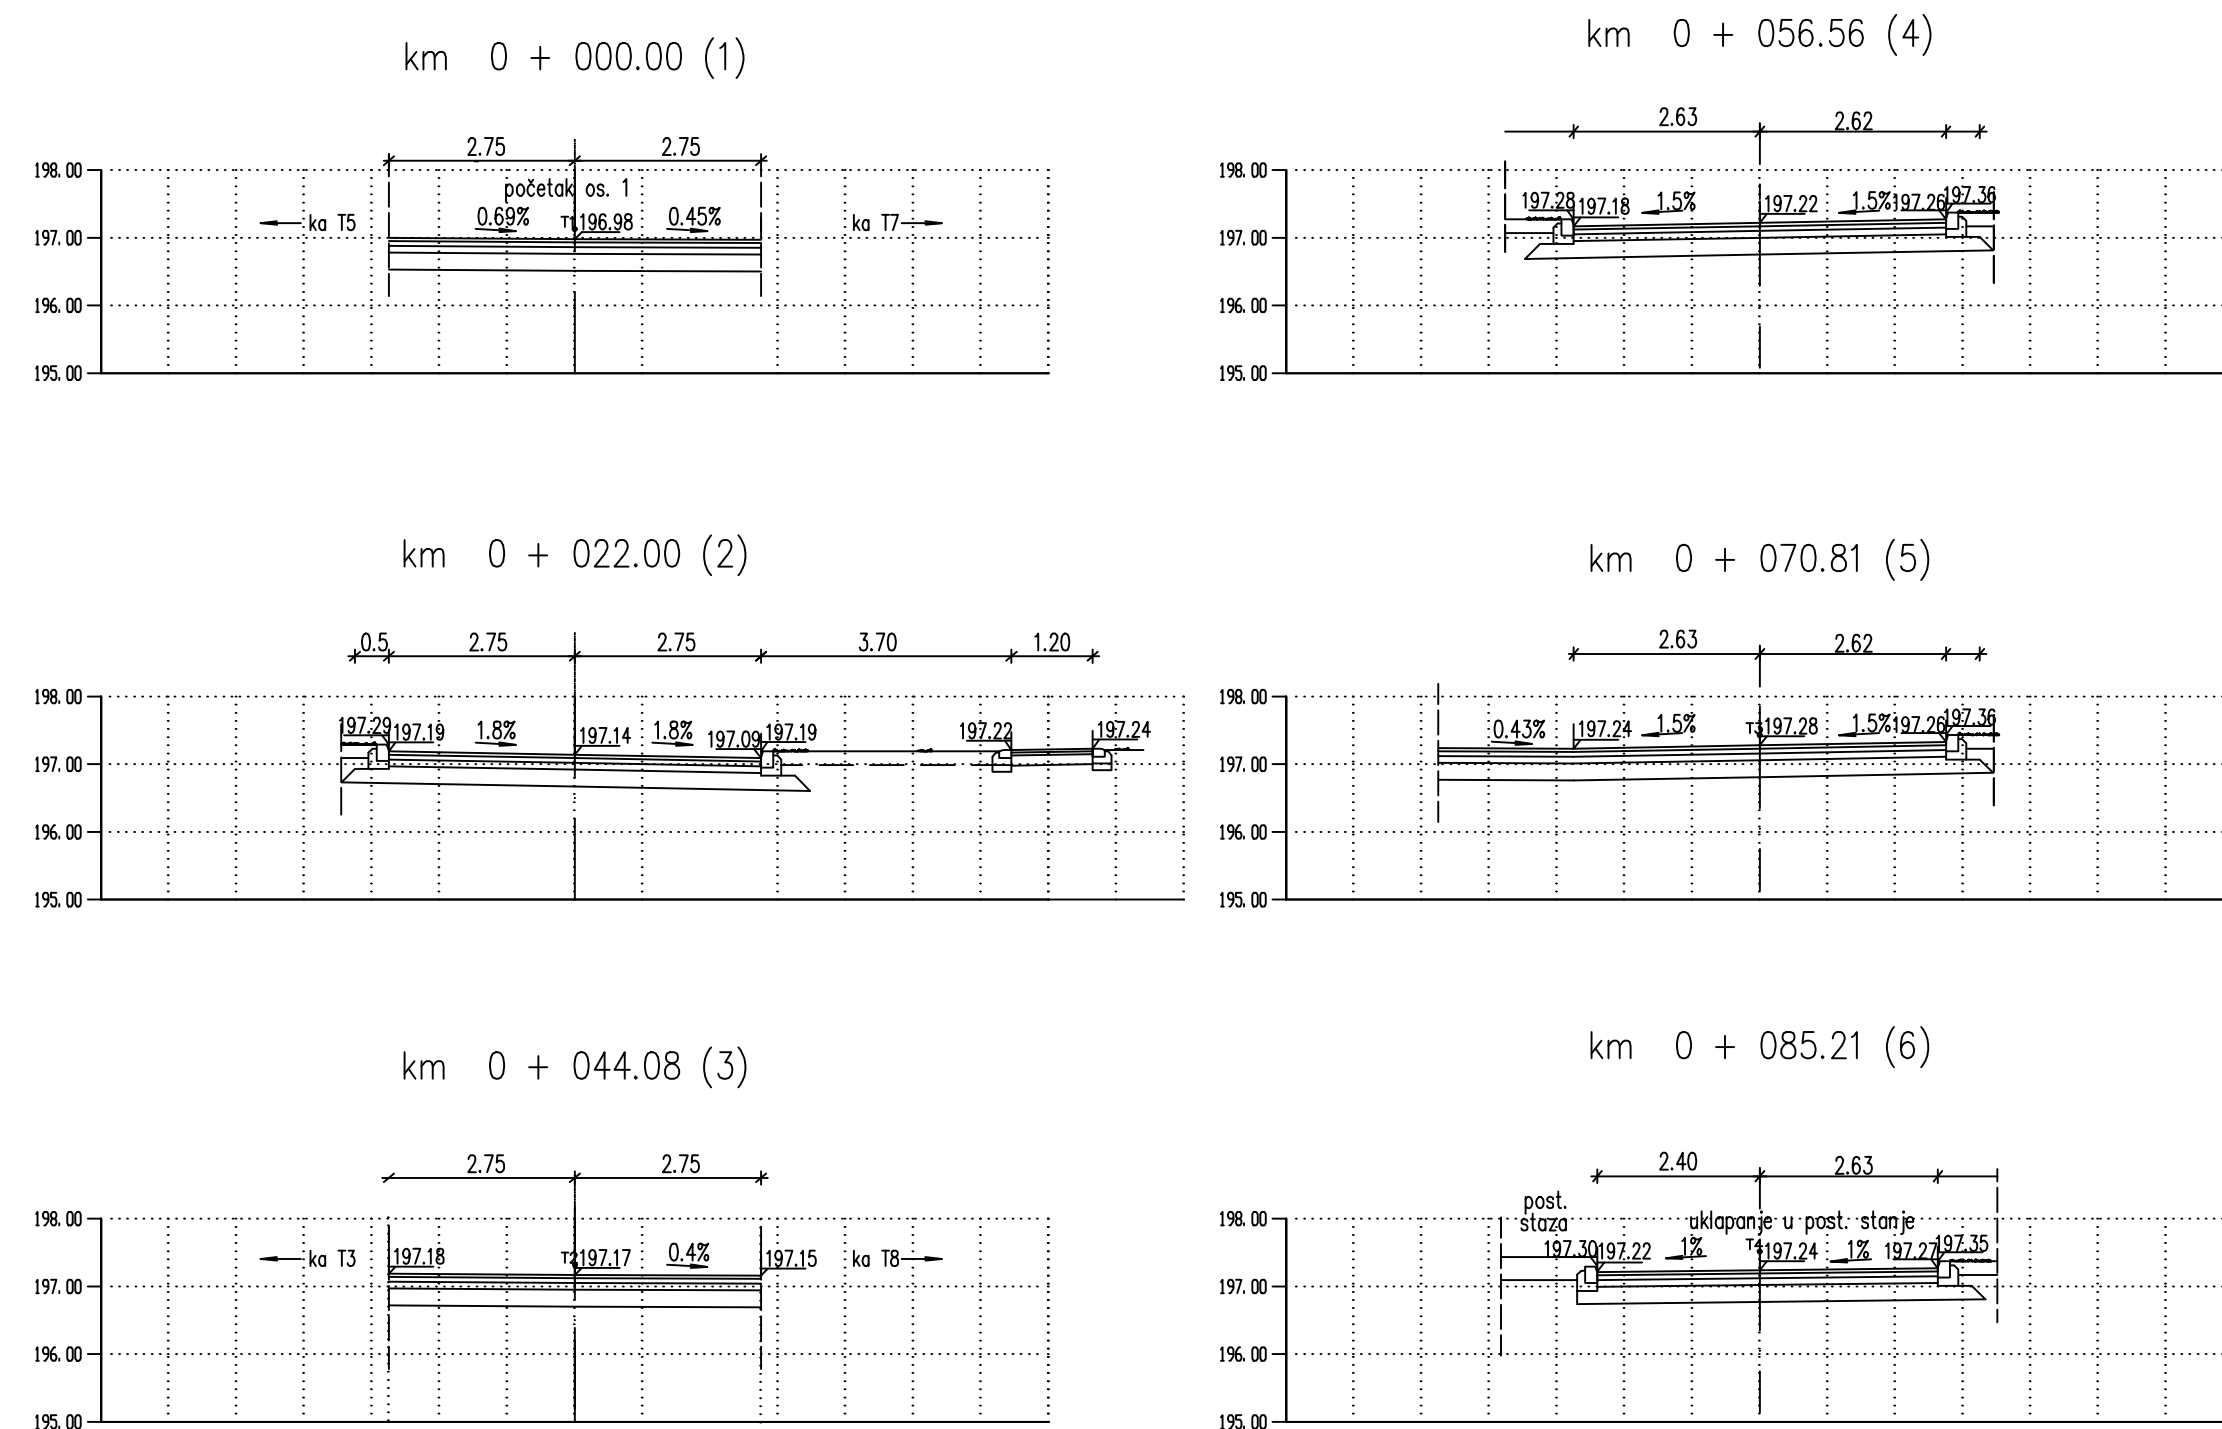 km 0 + 000.00 (1)
2.75 2.75
198.00
početak os. 1
ka T5 0.69% T1 196.98 0.45% ka T7
197.00
196.00
195.00
km 0 + 022.00 (2)
0.5 2.75 2.75 3.70 1.20
198.00
197.29 197.19 1.8% 197.14 1.8% 197.09 197.19 197.22 197.24
197.00
196.00
195.00
km 0 + 044.08 (3)
2.75 2.75
198.00
ka T3 197.18 T2 197.17 0.4% 197.15 ka T8
197.00
196.00
195.00
km 0 + 056.56 (4)
2.63 2.62
198.00
197.28 197.18 1.5% 197.22 1.5% 197.26 197.36
197.00
196.00
195.00
km 0 + 070.81 (5)
2.63 2.62
198.00
0.43% 197.24 1.5% T3 197.28 1.5% 197.26 197.36
197.00
196.00
195.00
km 0 + 085.21 (6)
2.40 2.63
post.
staza
198.00
uklapanje u post. stanje
197.30 197.22 1% T4 197.24 1% 197.27 197.35
197.00
196.00
195.00